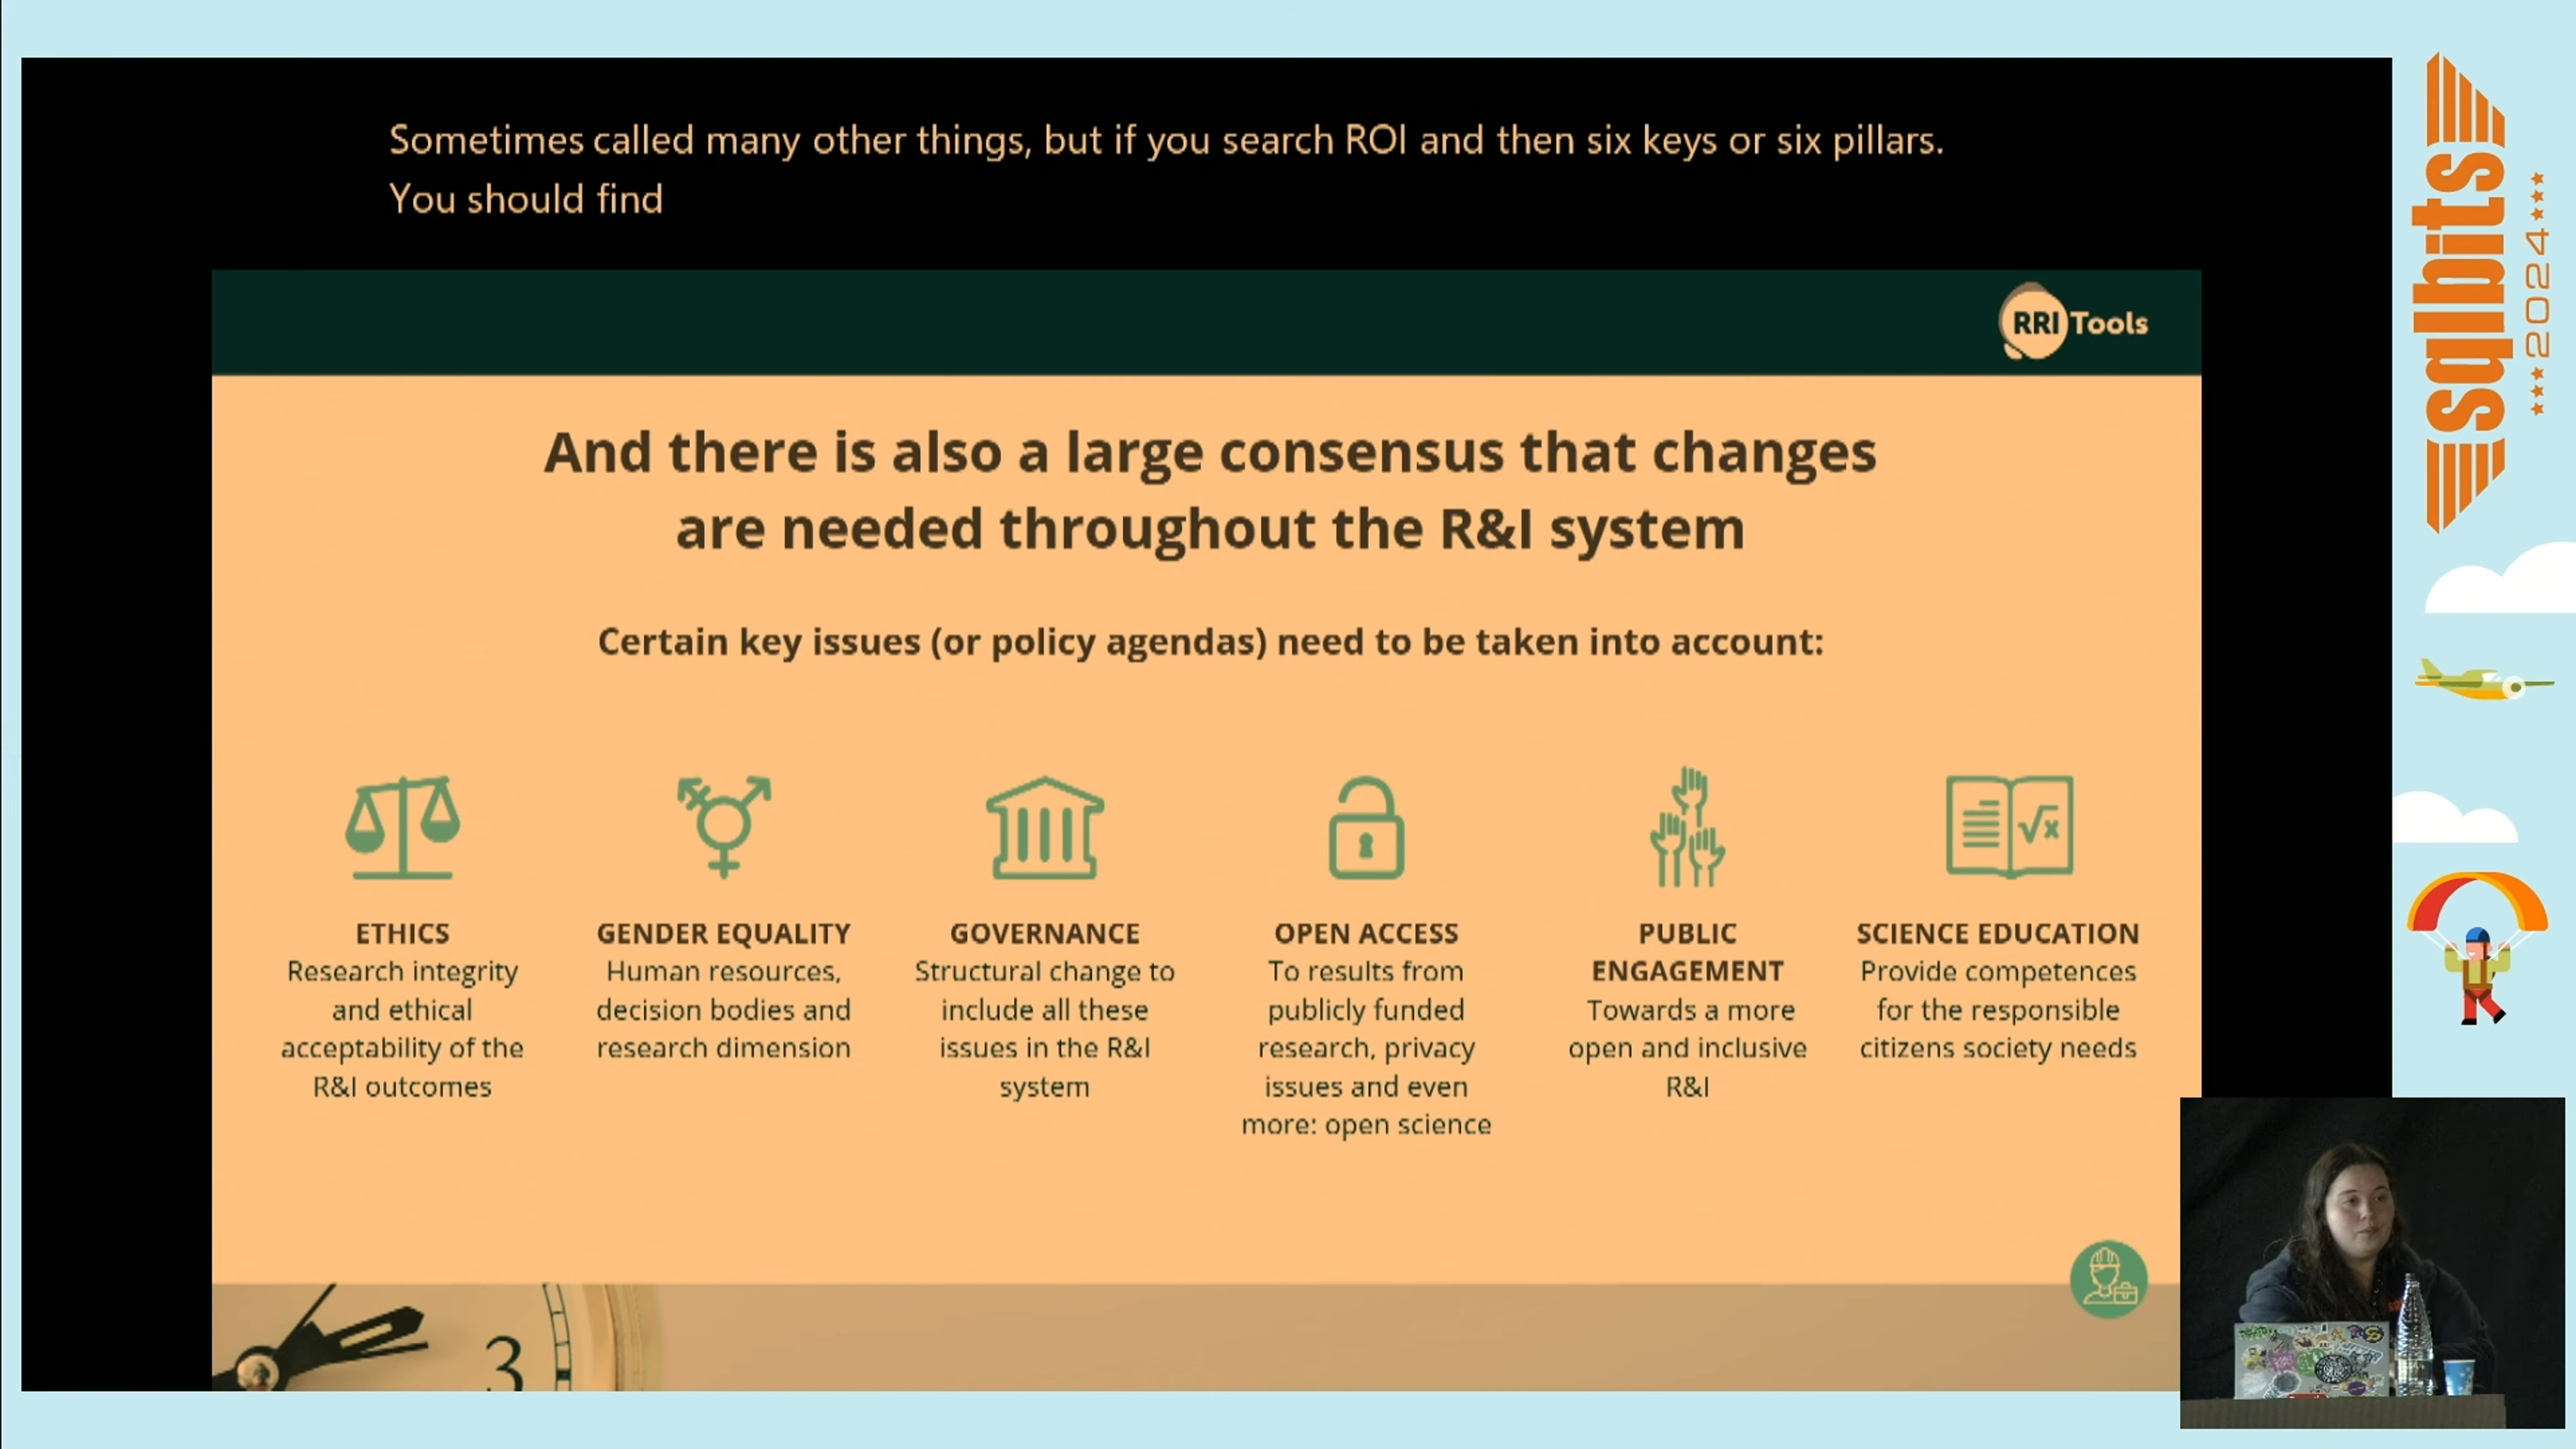 Sometimes called many other things, but if you search ROI and then six keys or six pillars.
You should find
RRI Tools
And there is also a large consensus that changes
are needed throughout the R&I system
Certain key issues (or policy agendas) need to be taken into account:
ETHICS
Research integrity
and ethical
acceptability of the
R&I outcomes
GENDER EQUALITY
Human resources,
decision bodies and
research dimension
GOVERNANCE
Structural change to
include all these
issues in the R&I
system
OPEN ACCESS
To results from
publicly funded
research, privacy
issues and even
more: open science
PUBLIC
ENGAGEMENT
Towards a more
open and inclusive
R&I
SCIENCE EDUCATION
Provide competences
for the responsible
citizens society needs
√x
3
sqlbits
2024